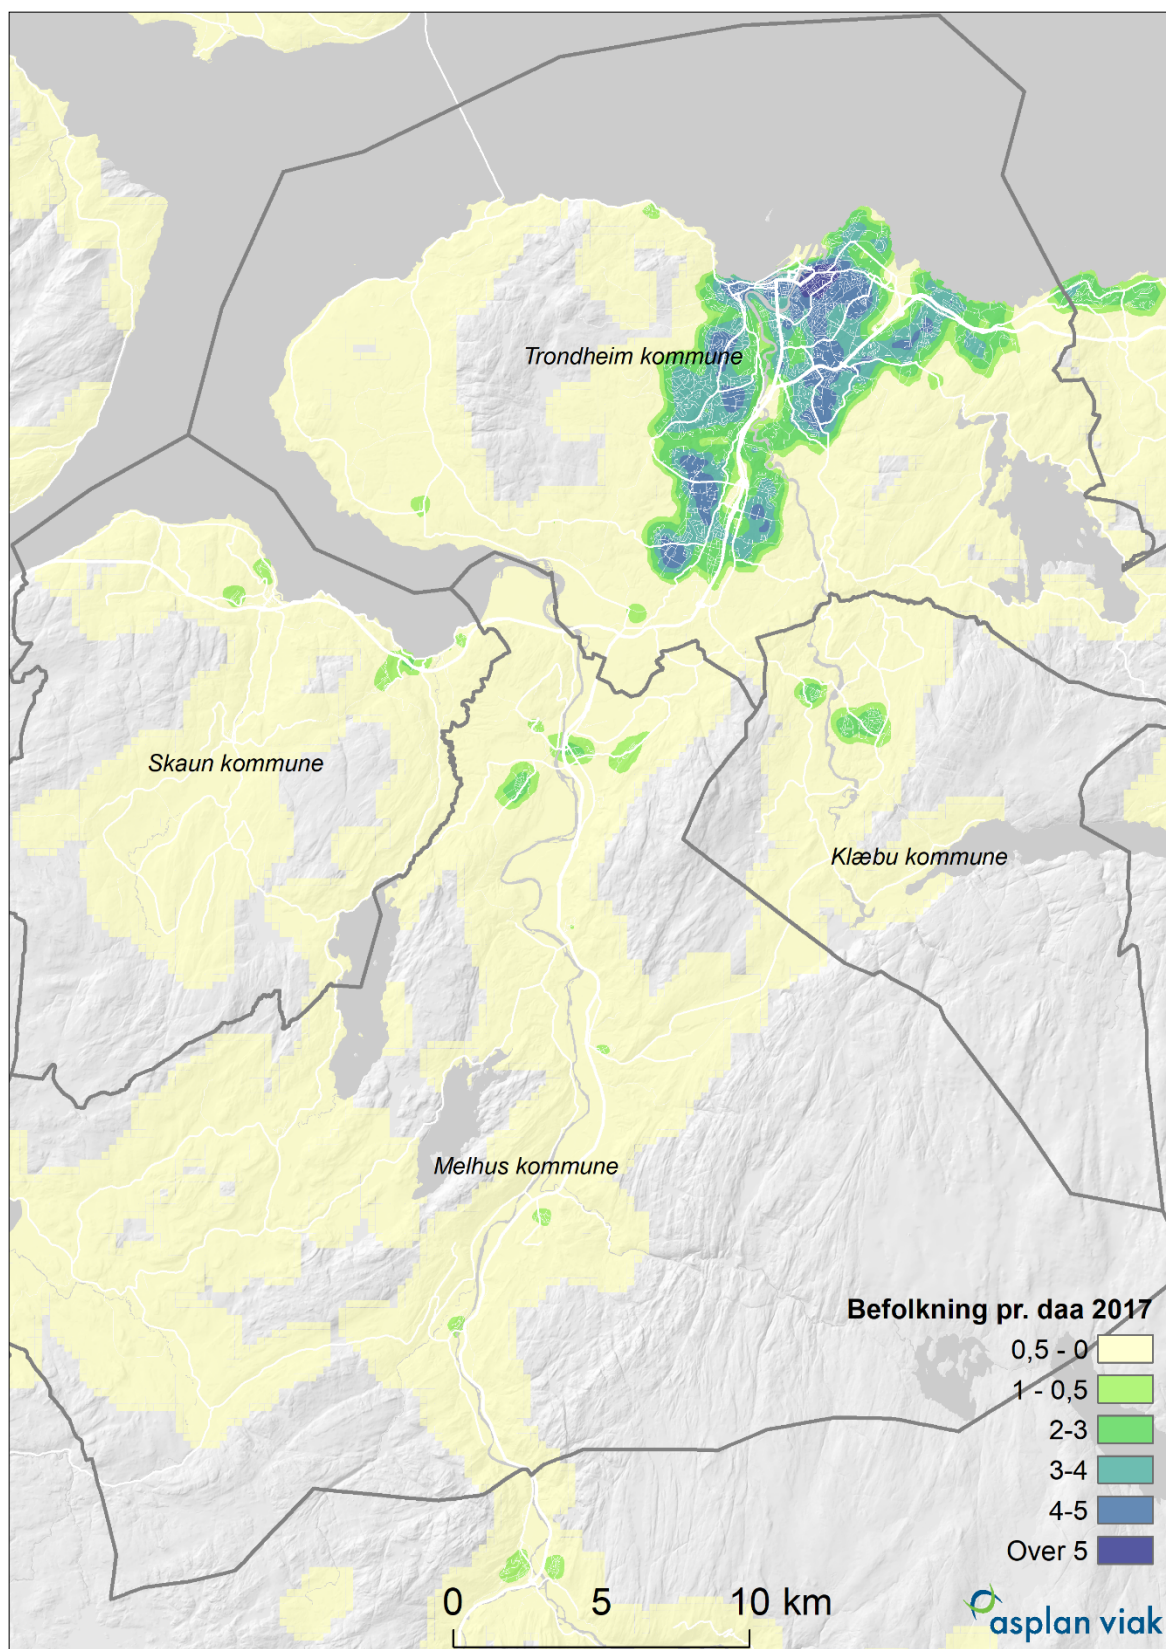 Trondheim kommune
Skaun kommune
Klæbu kommune
Melhus kommune
Befolkning pr. daa 2017
0,5 - 0
1 - 0,5
2-3
3-4
4-5
Over 5
0 5 10 km
asplan viak